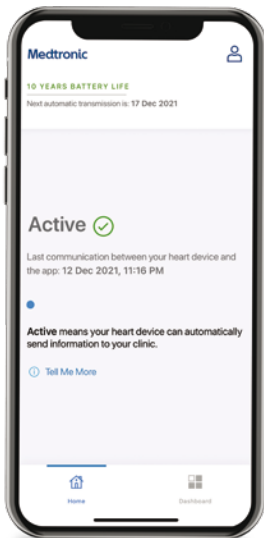 Medtronic
10 YEARS BATTERY LIFE
Next automatic transmission is: 17 Dec 2021
Active
Last communication between your heart device and
the app: 12 Dec 2021, 11:16 PM
Active means your heart device can automatically
send information to your clinic.
Tell Me More
Home
Dashboard